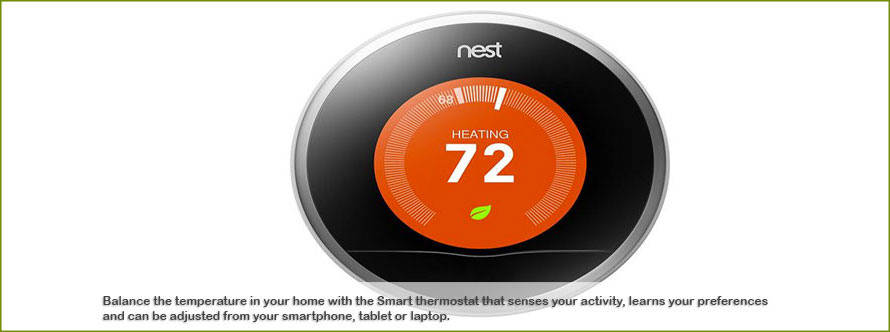 nest
68
HEATING
72
Balance the temperature in your home with the Smart thermostat that senses your activity, learns your preferences
and can be adjusted from your smartphone, tablet or laptop.